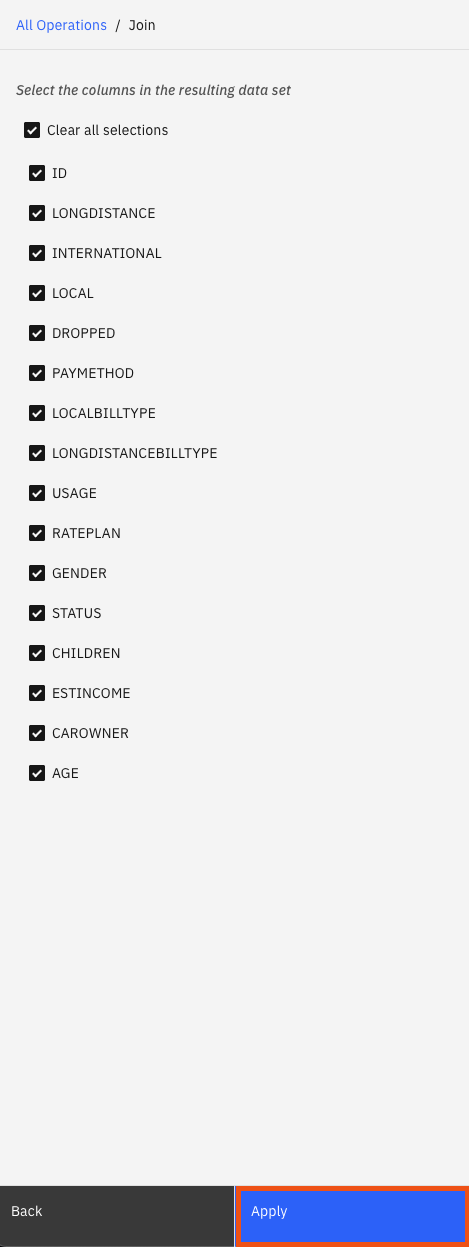 All Operations / Join
Select the columns in the resulting data set
Clear all selections
ID
LONGDISTANCE
INTERNATIONAL
LOCAL
DROPPED
PAYMETHOD
LOCALBILLTYPE
LONGDISTANCEBILLTYPE
USAGE
RATEPLAN
GENDER
STATUS
CHILDREN
ESTINCOME
CAROWNER
AGE
Back
Apply